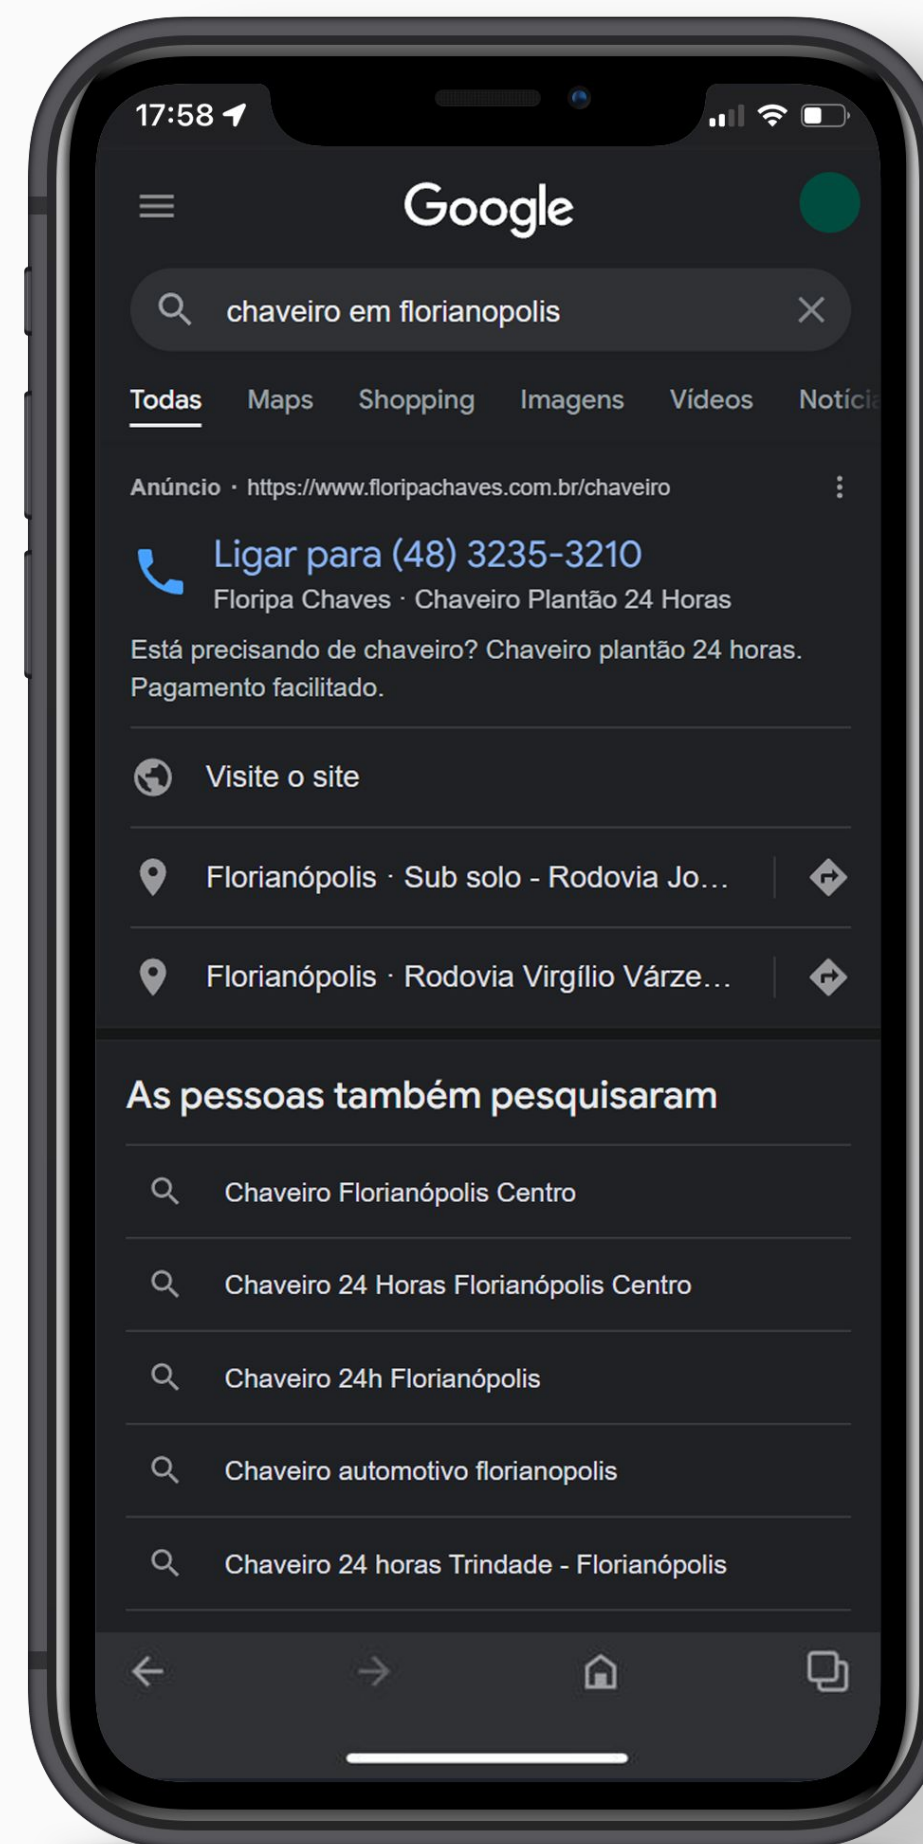 17:58
Google
chaveiro em florianopolis
Todas Maps Shopping Imagens Vídeos Notícia
Anúncio · https://www.floripachaves.com.br/chaveiro
Ligar para (48) 3235-3210
Floripa Chaves · Chaveiro Plantão 24 Horas
Está precisando de chaveiro? Chaveiro plantão 24 horas.
Pagamento facilitado.
Visite o site
Florianópolis · Sub solo - Rodovia Jo...
Florianópolis · Rodovia Virgílio Várze...
As pessoas também pesquisaram
Chaveiro Florianópolis Centro
Chaveiro 24 Horas Florianópolis Centro
Chaveiro 24h Florianópolis
Chaveiro automotivo florianopolis
Chaveiro 24 horas Trindade - Florianópolis